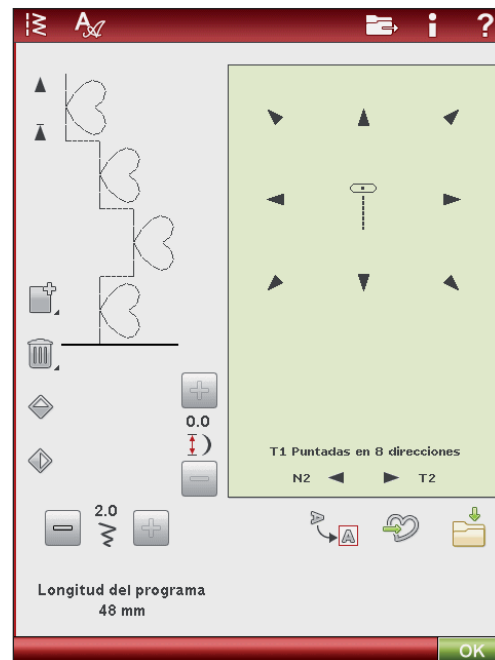 ?
0.0
T1 Puntadas en 8 direcciones
N2 T2
2.0
Longitud del programa
48 mm
OK